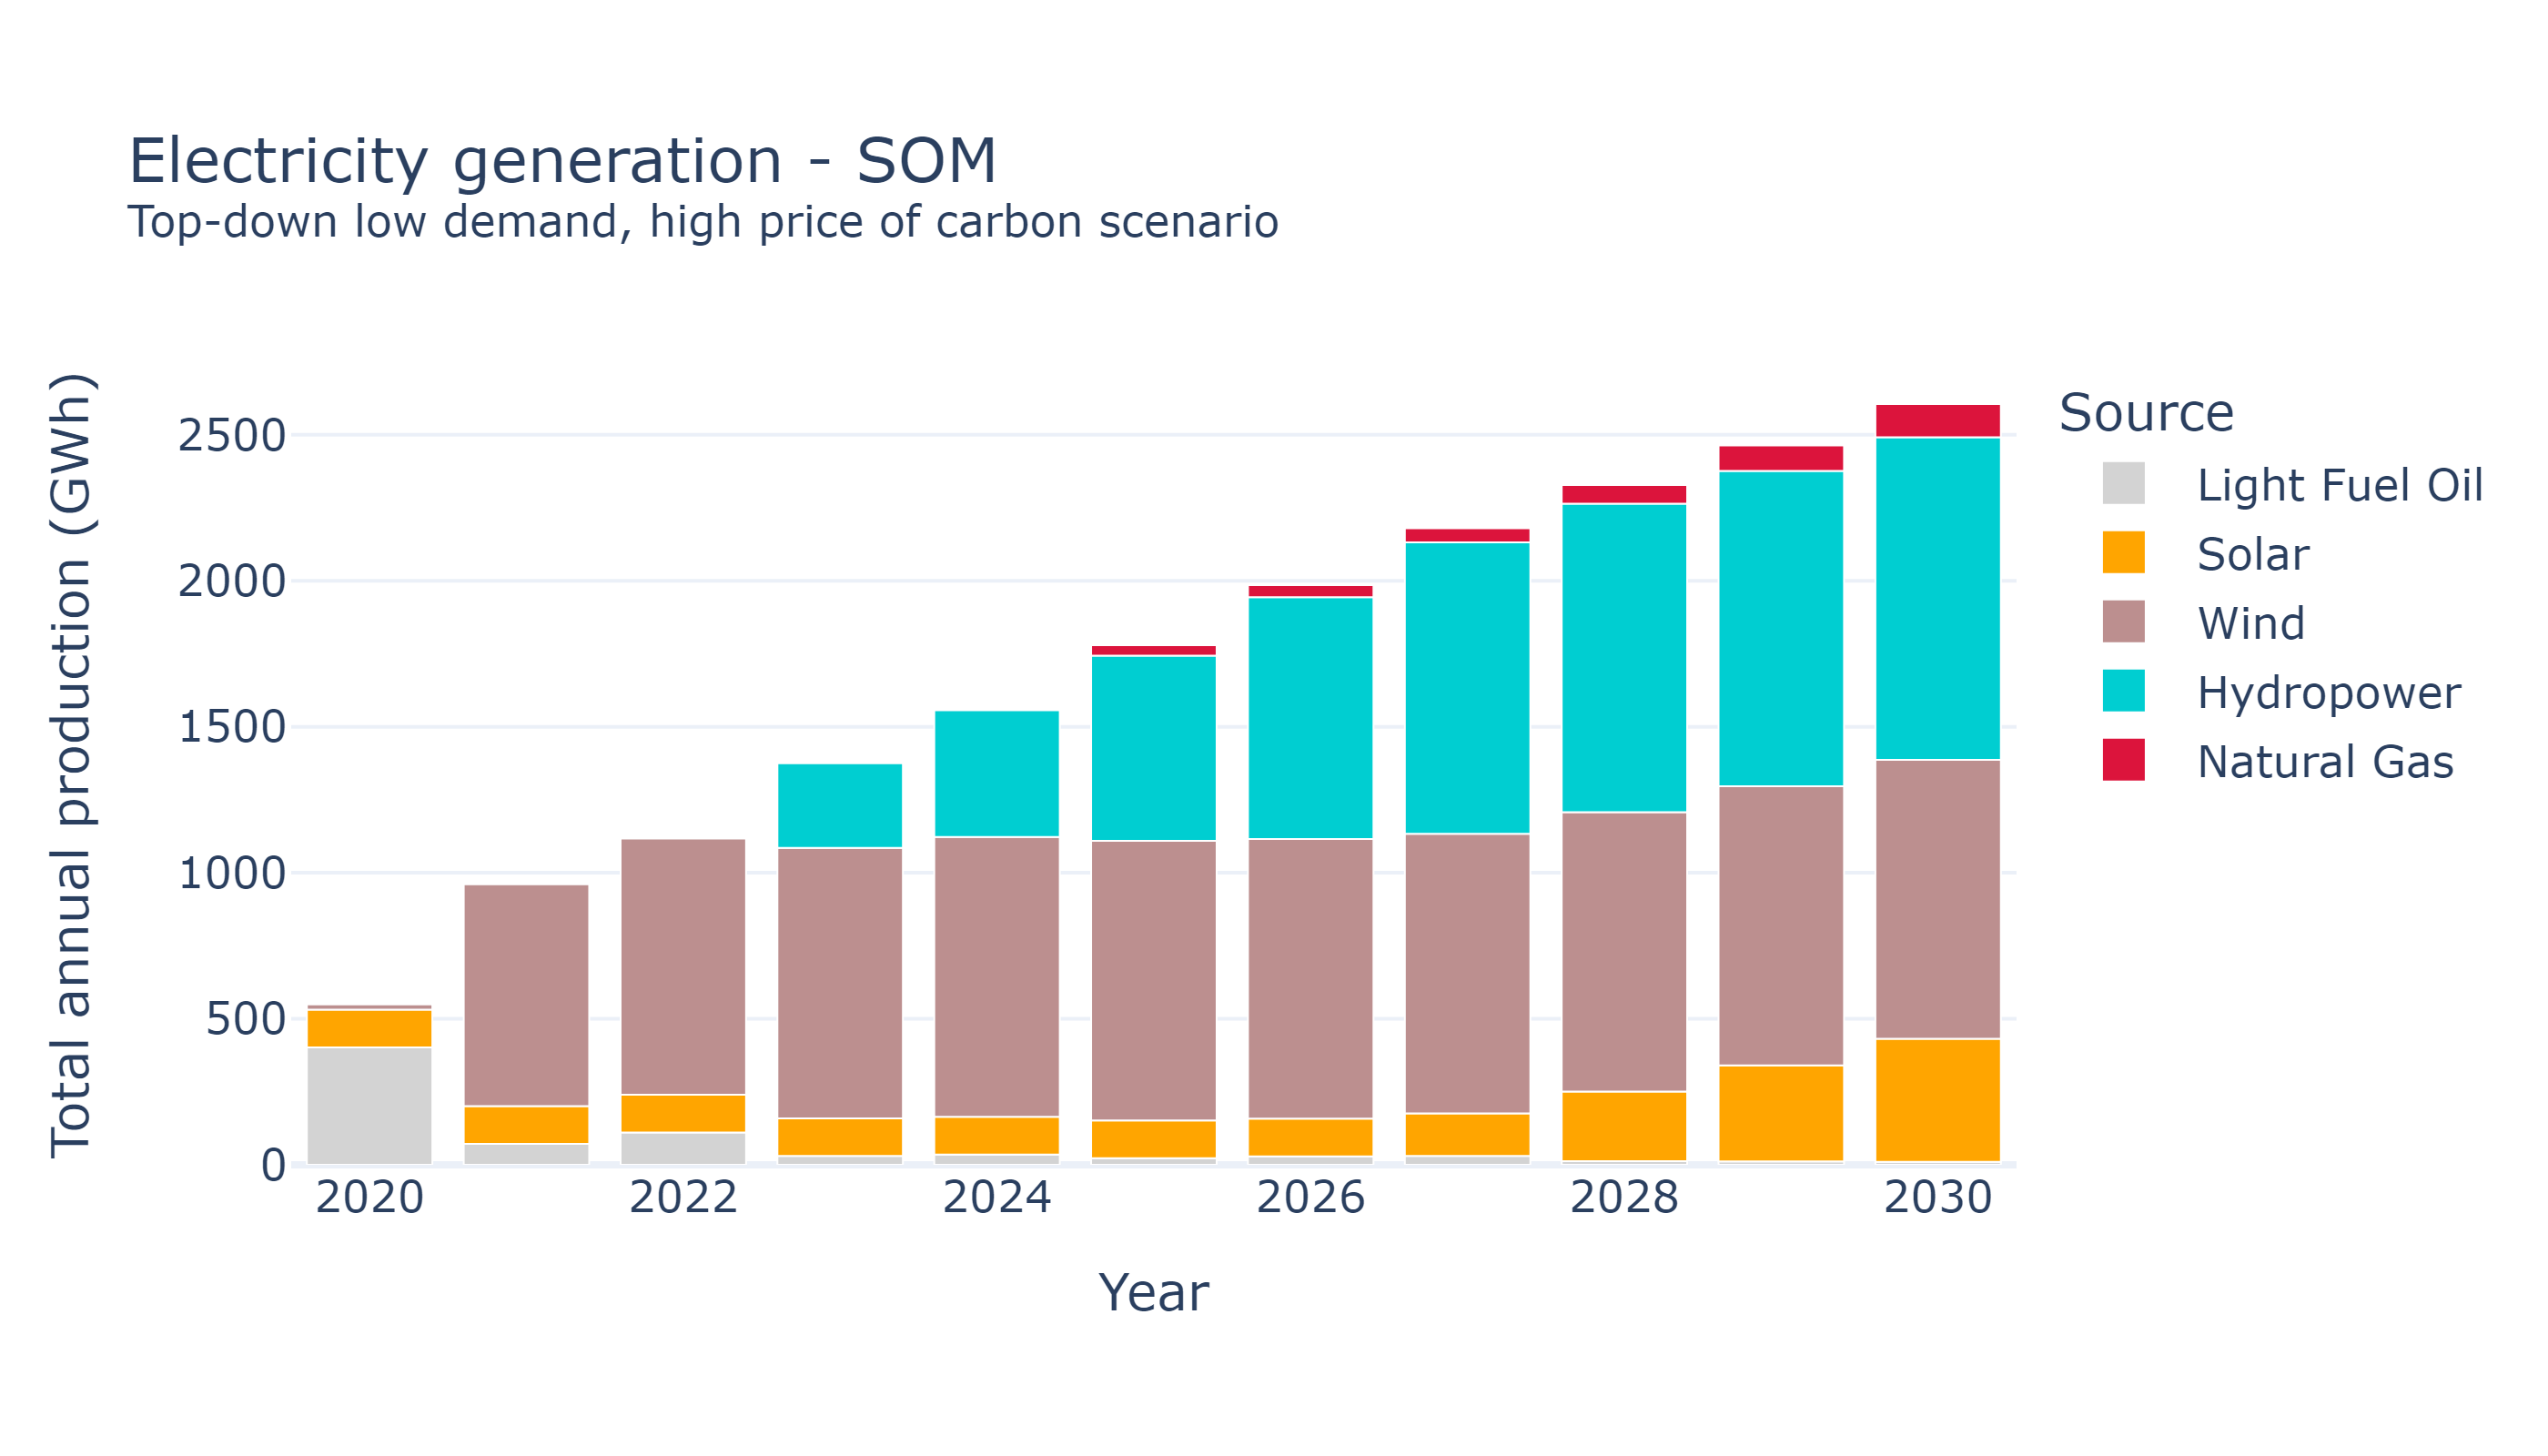 Electricity generation - SOM
Top-down low demand, high price of carbon scenario
Total annual production (GWh)
2500
2000
1500
1000
500
0
2020
2022
2024
2026
2028
2030
Year
Source
Light Fuel Oil
Solar
Wind
Hydropower
Natural Gas